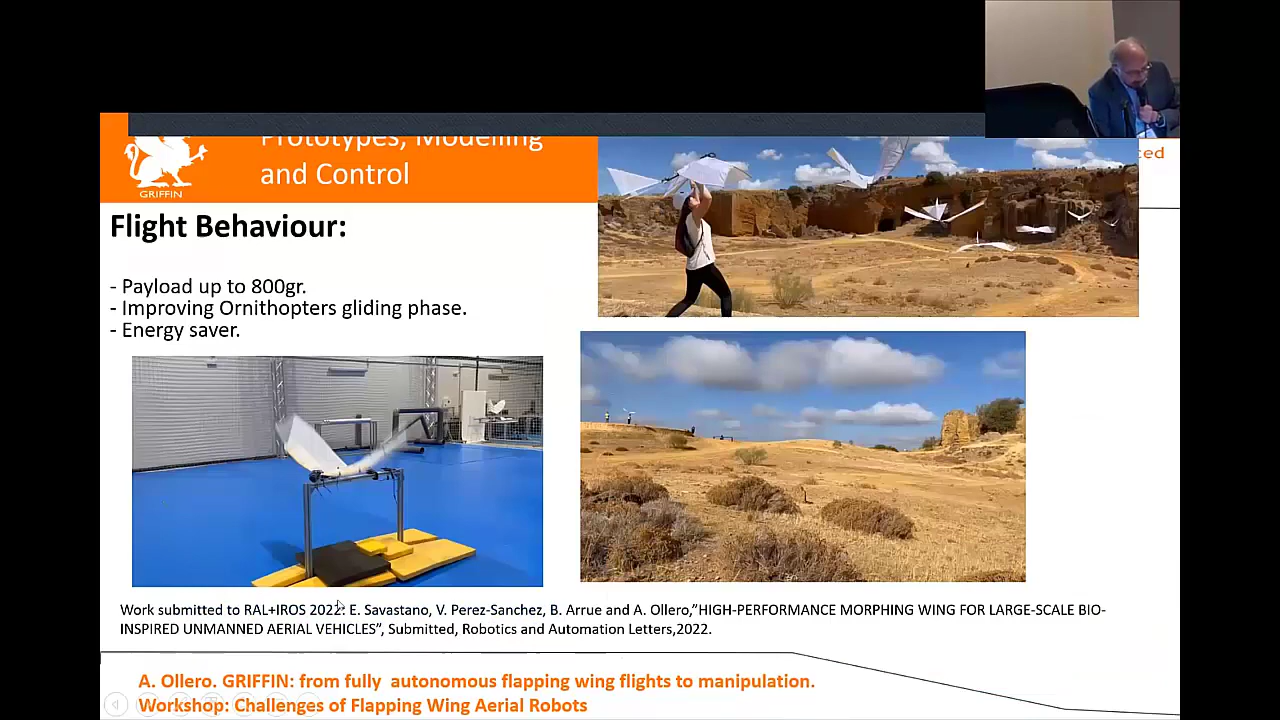 Prototypes, Modelling
and Control
GRIFFIN
ced
Flight Behaviour:
- Payload up to 800gr.
- Improving Ornithopters gliding phase.
- Energy saver.
Work submitted to RAL+IROS 2022: E. Savastano, V. Perez-Sanchez, B. Arrue and A. Ollero,”HIGH-PERFORMANCE MORPHING WING FOR LARGE-SCALE BIO-
INSPIRED UNMANNED AERIAL VEHICLES”, Submitted, Robotics and Automation Letters,2022.
A. Ollero. GRIFFIN: from fully autonomous flapping wing flights to manipulation.
Workshop: Challenges of Flapping Wing Aerial Robots